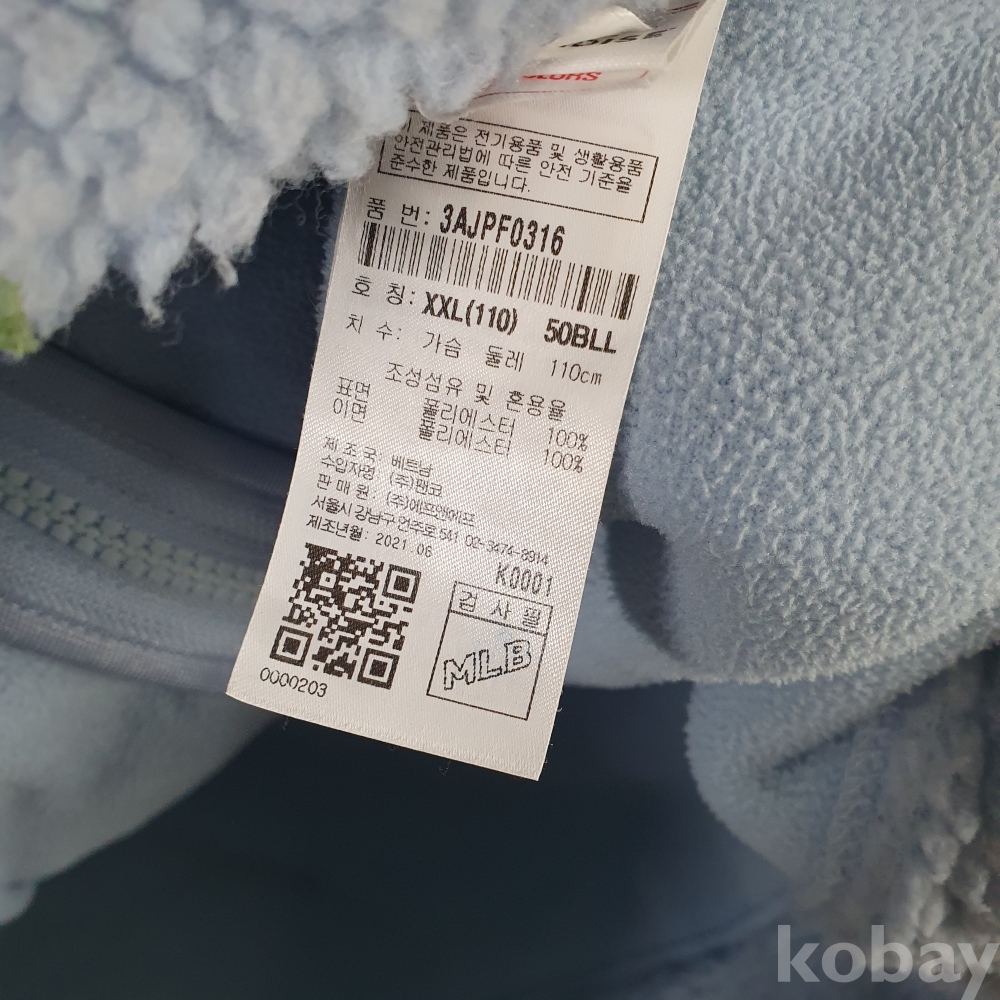 COLORS
이 제품은 전기용품 및 생활용품
안전관리법에 따른 안전 기준을
준수한 제품입니다.
품 번: 3AJPF0316
호 칭: XXL(110) 50BLL
치 수: 가슴 둘레 110cm
조성섬유 및 혼용율
표면 폴리에스터 100%
이면 폴리에스터 100%
제 조 국: 베트남
수입자명: (주)팬코
판 매 원: (주)에프앤에프
서울시 강남구 언주로 541 02-3474-8914
제조년월: 2021.06
K0001
검 사 필
MLB
0000203
kobay